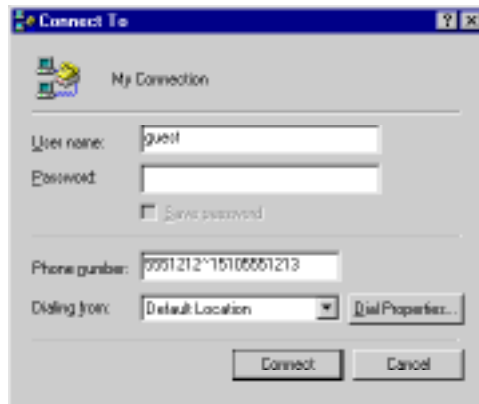 Connect To
My Connection
User name: guest
Password:
Save password
Phone number: 5551212~15105551213
Dialing from: Default Location Dial Properties...
Connect Cancel